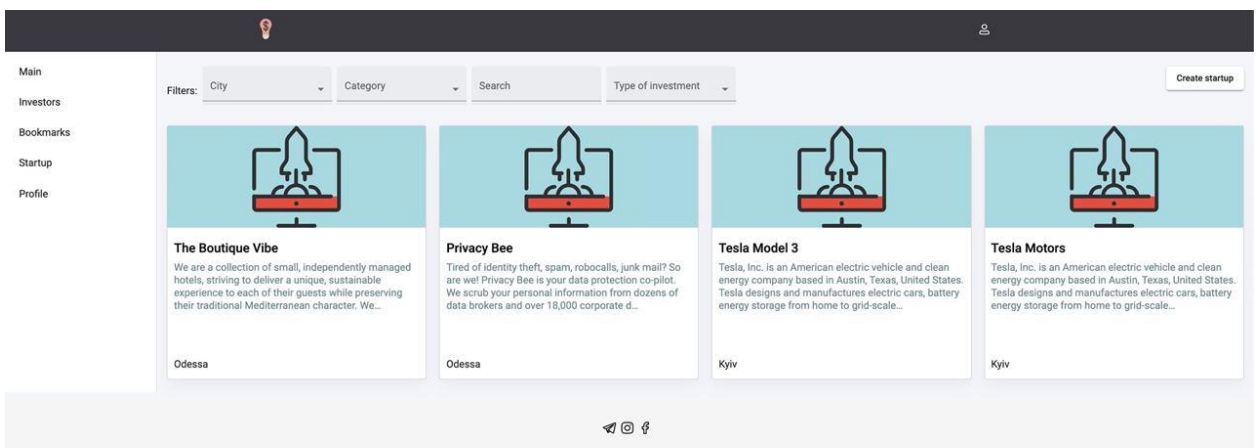 Main
Investors
Bookmarks
Startup
Profile
Filters:
City
Category
Search
Type of investment
Create startup
The Boutique Vibe
We are a collection of small, independently managed
hotels, striving to deliver a unique, sustainable
experience to each of their guests while preserving
their traditional Mediterranean character. We...
Odessa
Privacy Bee
Tired of identity theft, spam, robocalls, junk mail? So
are we! Privacy Bee is your data protection co-pilot.
We scrub your personal information from dozens of
data brokers and over 18,000 corporate d...
Odessa
Tesla Model 3
Tesla, Inc. is an American electric vehicle and clean
energy company based in Austin, Texas, United States.
Tesla designs and manufactures electric cars, battery
energy storage from home to grid-scale...
Kyiv
Tesla Motors
Tesla, Inc. is an American electric vehicle and clean
energy company based in Austin, Texas, United States.
Tesla designs and manufactures electric cars, battery
energy storage from home to grid-scale...
Kyiv